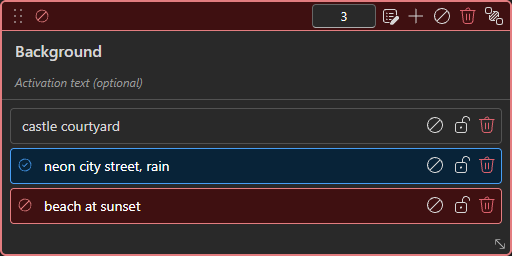 3
Background
Activation text (optional)
castle courtyard
neon city street, rain
beach at sunset